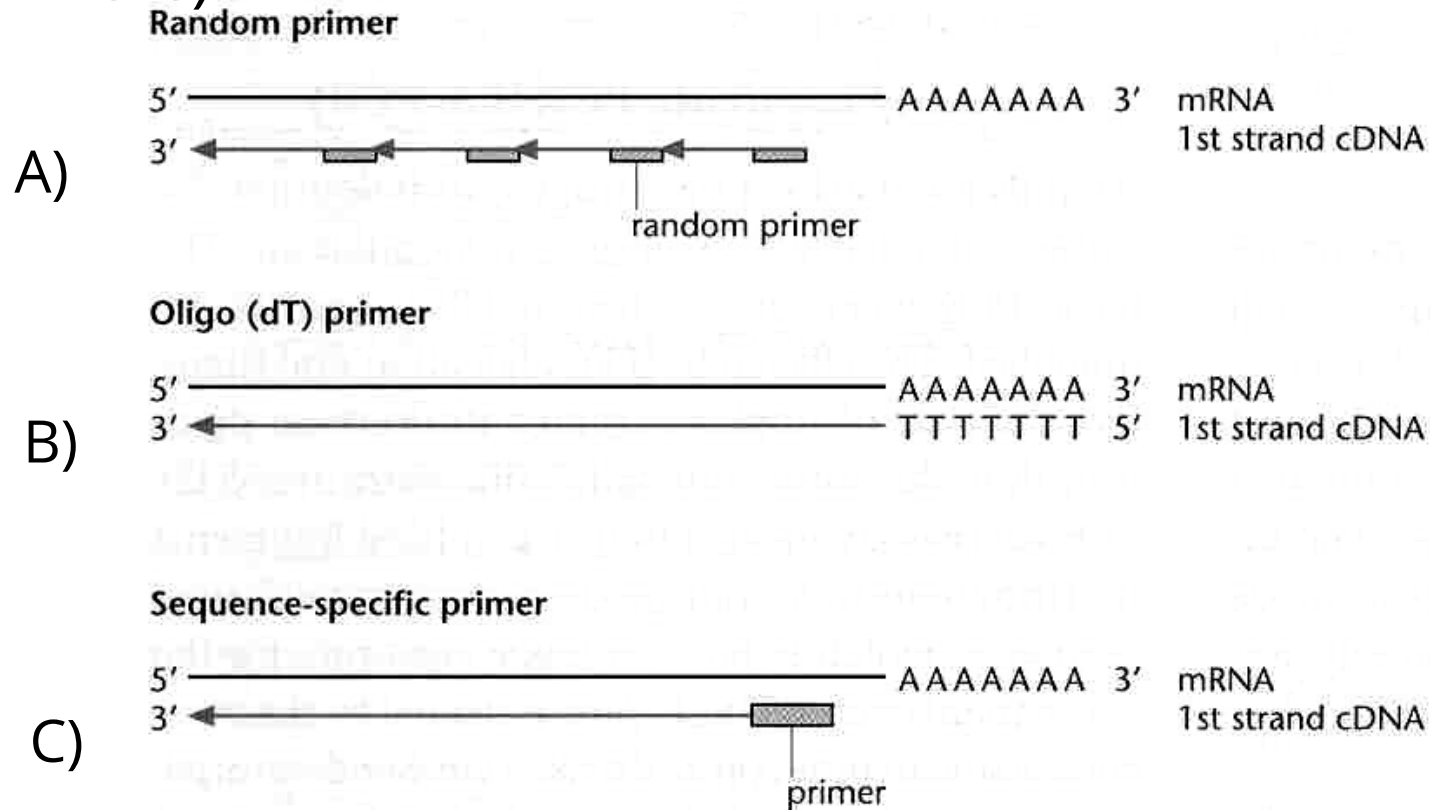 Random primer
5′ AAAAAAA 3′ mRNA
3′ 1st strand cDNA
A)
random primer
Oligo (dT) primer
5′ AAAAAAA 3′ mRNA
3′ TTTTTTT 5′ 1st strand cDNA
B)
Sequence-specific primer
5′ AAAAAAA 3′ mRNA
3′ 1st strand cDNA
C)
primer